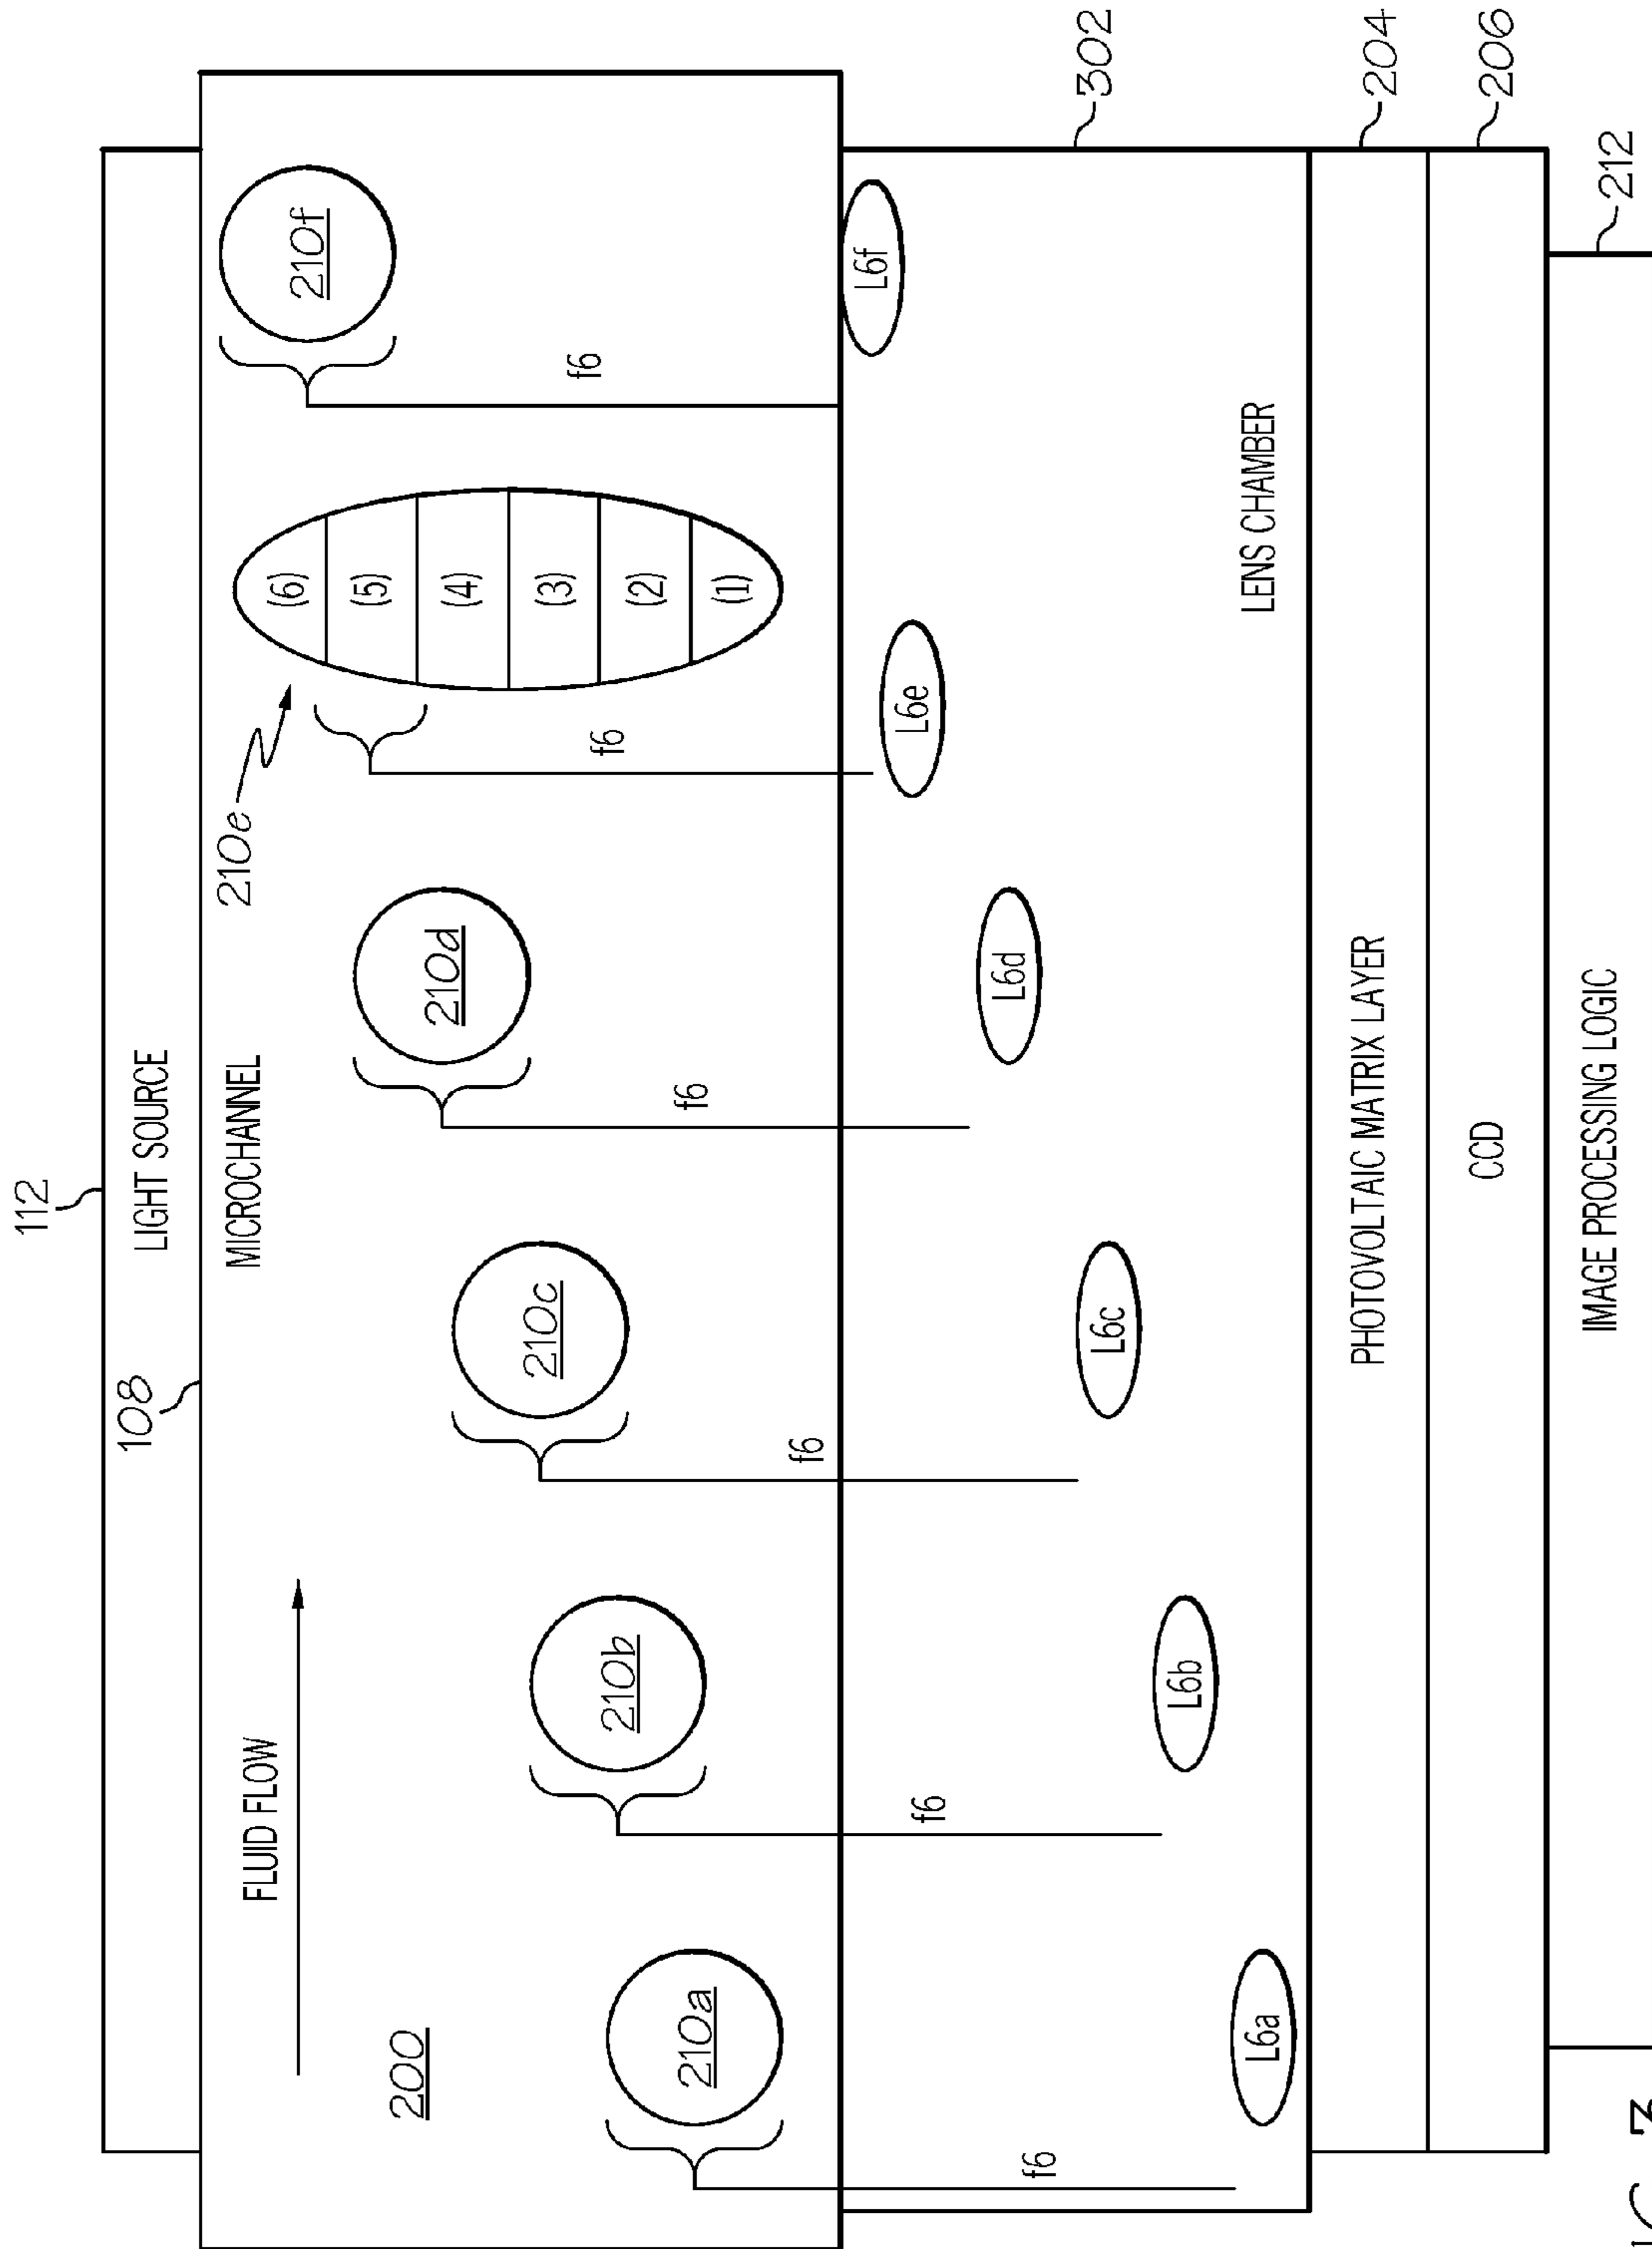 112
LIGHT SOURCE
108
MICROCHANNEL
FLUID FLOW
200
210a
210b
210c
210d
210e
(6)
(5)
(4)
(3)
(2)
(1)
210f
f6
f6
f6
f6
f6
f6
L6a
L6b
L6c
L6d
L6e
L6f
LENS CHAMBER
302
PHOTOVOLTAIC MATRIX LAYER
204
CCD
206
IMAGE PROCESSING LOGIC
212
3